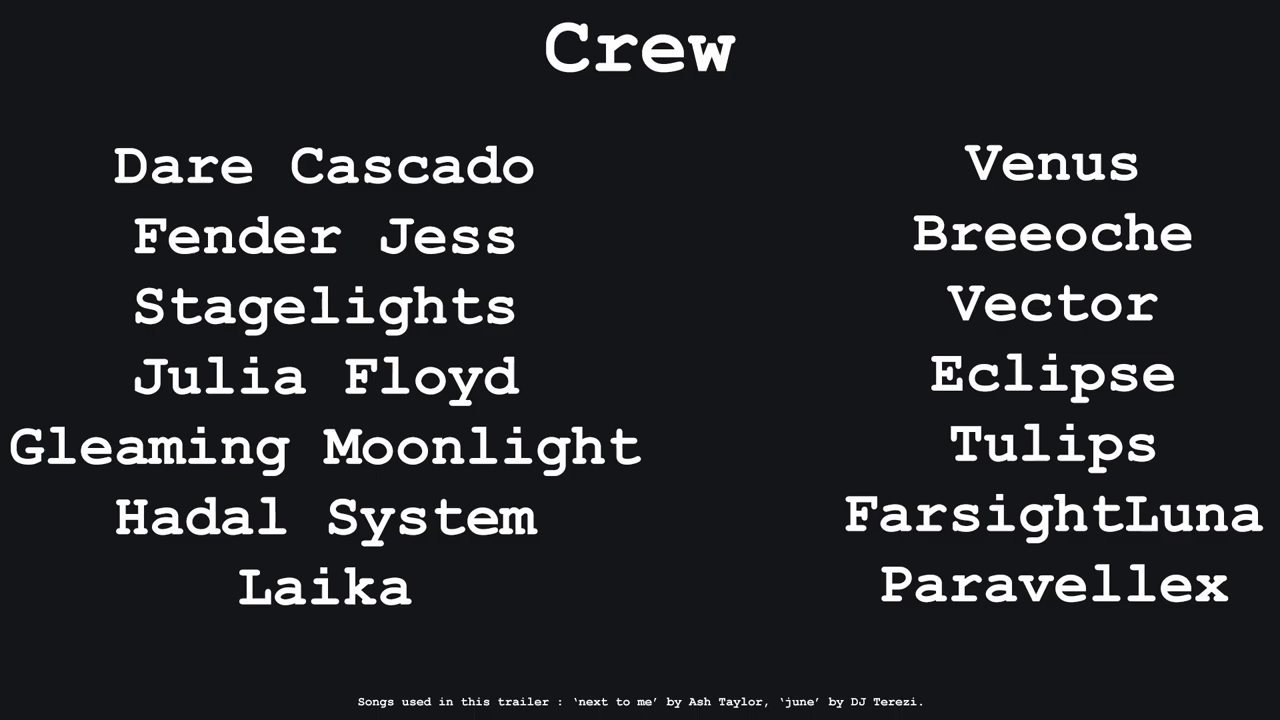 Crew
Dare Cascado
Fender Jess
Stagelights
Julia Floyd
Gleaming Moonlight
Hadal System
Laika
Venus
Breeoche
Vector
Eclipse
Tulips
FarsightLuna
Paravellex
Songs used in this trailer : ‘next to me’ by Ash Taylor, ‘june’ by DJ Terezi.